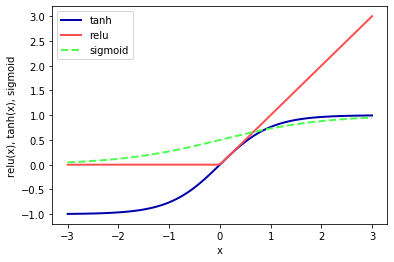 tanh
relu
sigmoid
3.0
2.5
2.0
1.5
1.0
0.5
0.0
−0.5
−1.0
relu(x), tanh(x), sigmoid
−3 −2 −1 0 1 2 3
x